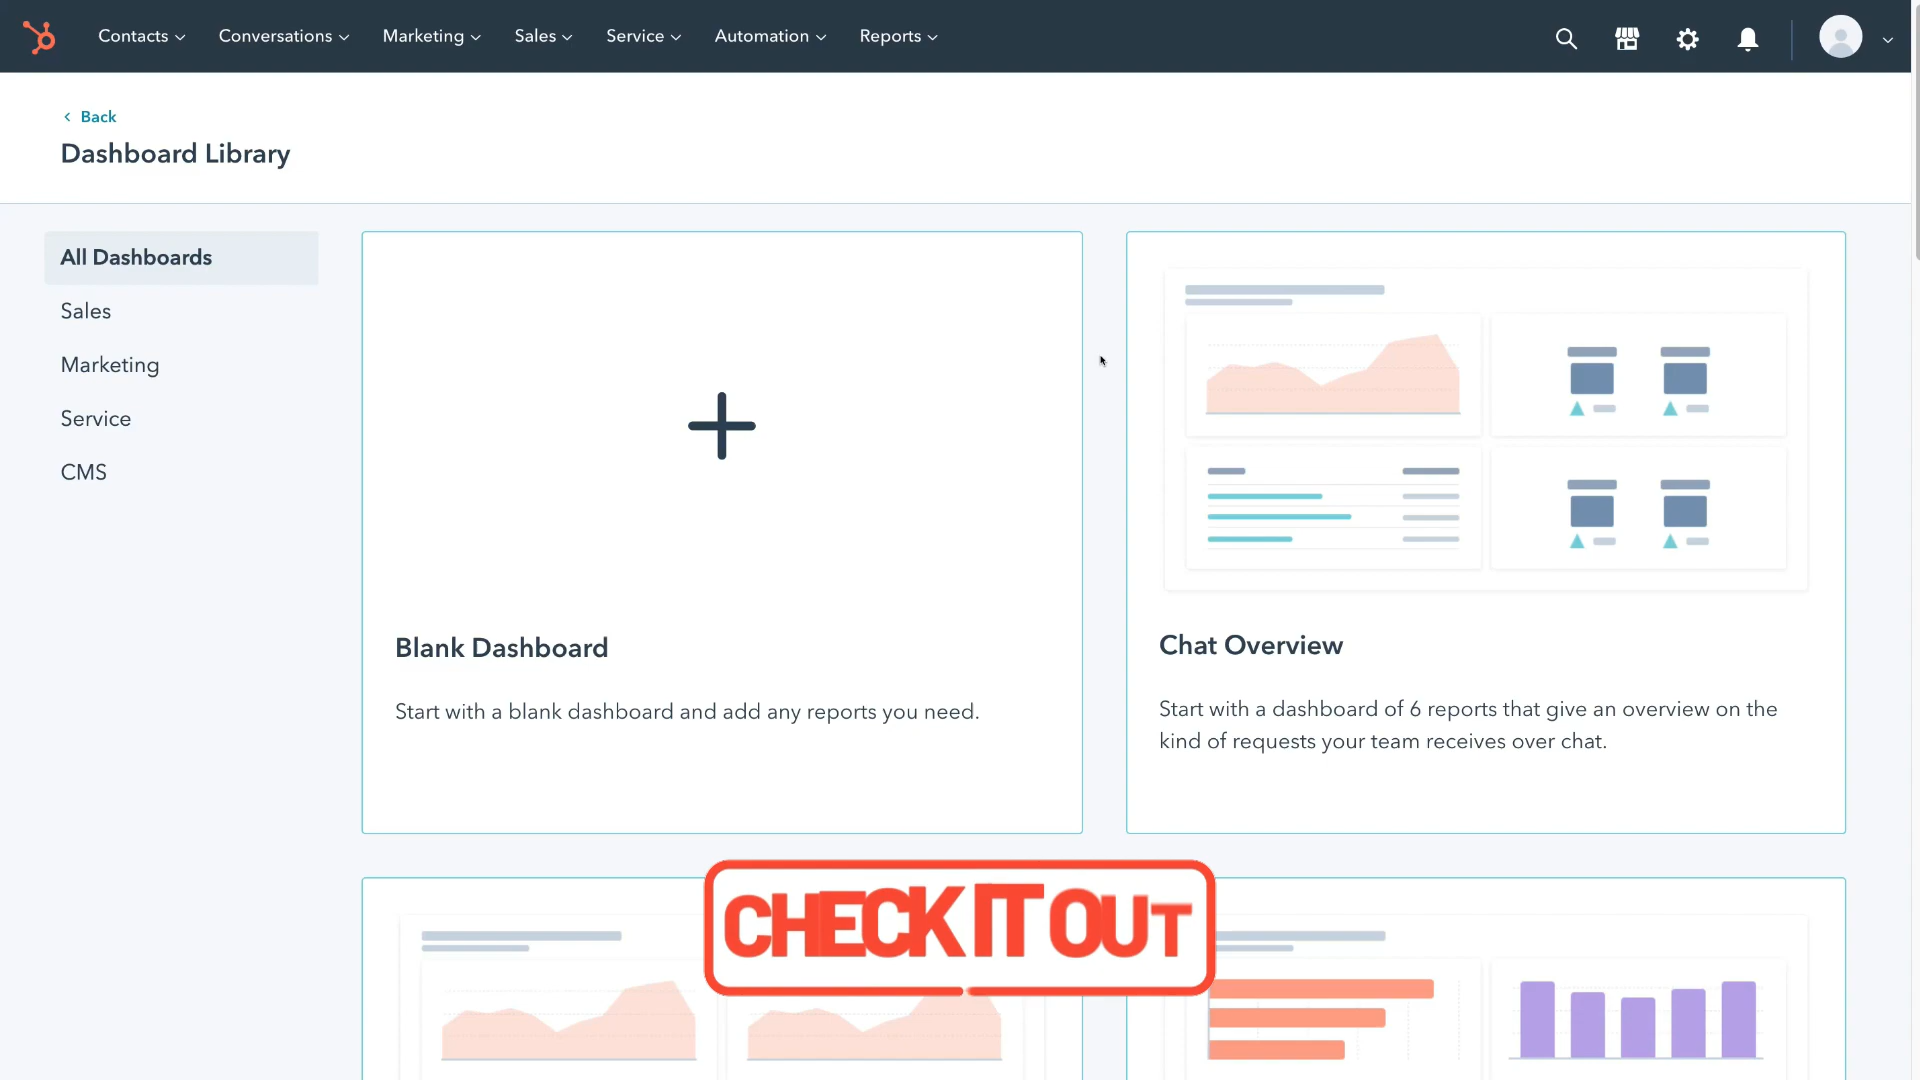 Contacts
Conversations
Marketing
Sales
Service
Automation
Reports
Back
Dashboard Library
All Dashboards
Sales
Marketing
Service
CMS
Blank Dashboard
Start with a blank dashboard and add any reports you need.
Chat Overview
Start with a dashboard of 6 reports that give an overview on the
kind of requests your team receives over chat.
CHECK IT OUT